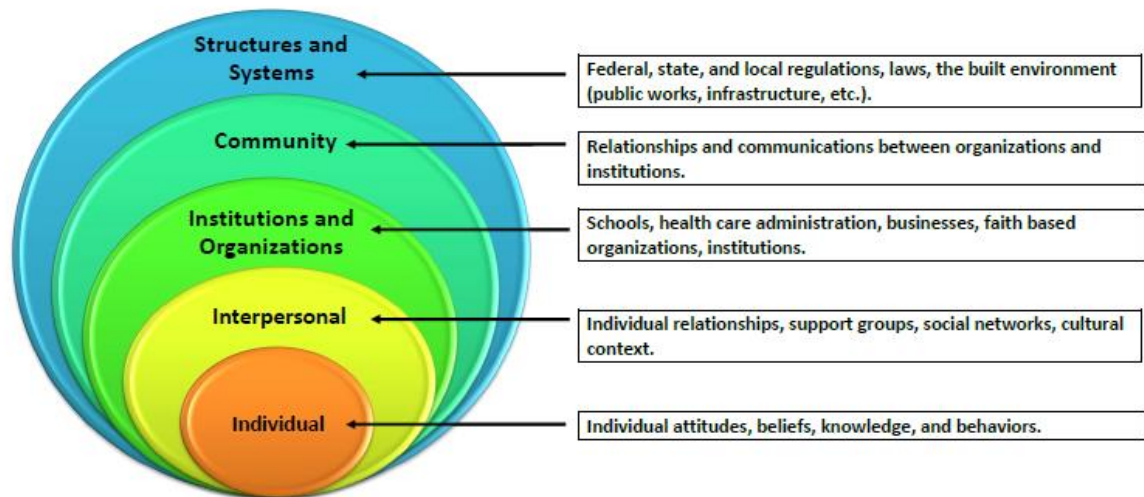 Structures and
Systems
Federal, state, and local regulations, laws, the built environment
(public works, infrastructure, etc.).
Community
Relationships and communications between organizations and
institutions.
Institutions and
Organizations
Schools, health care administration, businesses, faith based
organizations, institutions.
Interpersonal
Individual relationships, support groups, social networks, cultural
context.
Individual
Individual attitudes, beliefs, knowledge, and behaviors.